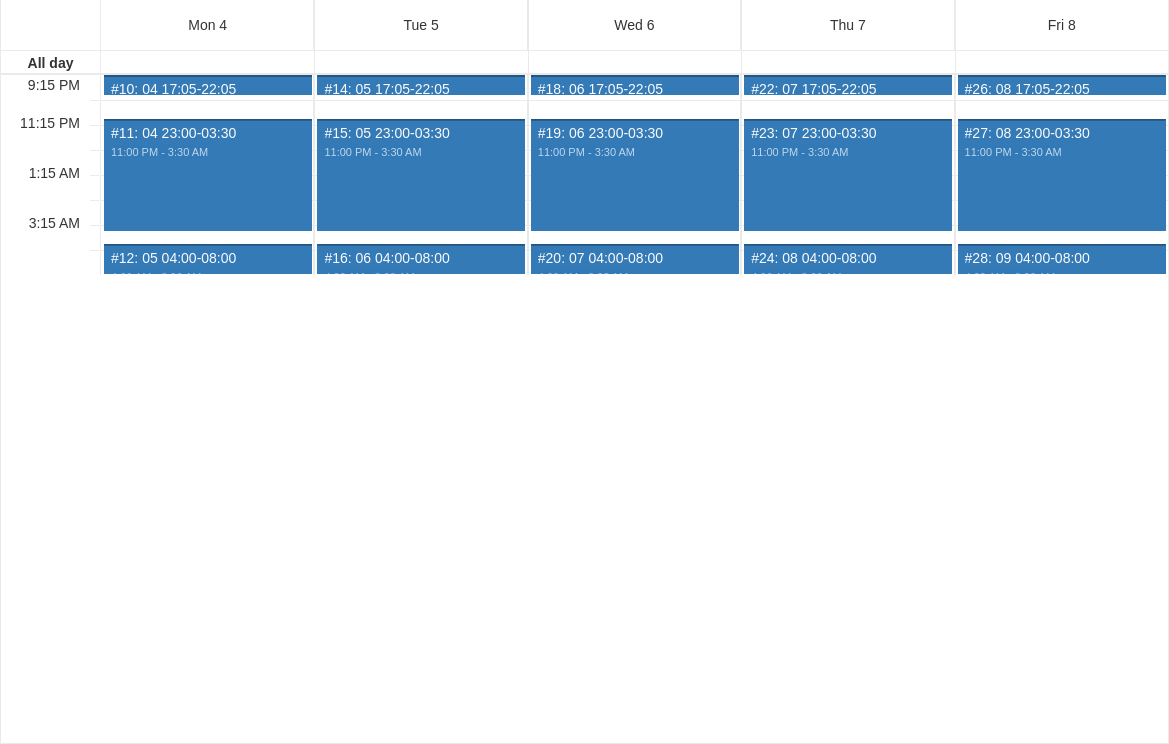 Mon 4 Tue 5 Wed 6 Thu 7 Fri 8
All day
9:15 PM #10: 04 17:05-22:05 #14: 05 17:05-22:05 #18: 06 17:05-22:05 #22: 07 17:05-22:05 #26: 08 17:05-22:05
11:15 PM #11: 04 23:00-03:30 #15: 05 23:00-03:30 #19: 06 23:00-03:30 #23: 07 23:00-03:30 #27: 08 23:00-03:30
11:00 PM - 3:30 AM 11:00 PM - 3:30 AM 11:00 PM - 3:30 AM 11:00 PM - 3:30 AM 11:00 PM - 3:30 AM
1:15 AM
3:15 AM
#12: 05 04:00-08:00 #16: 06 04:00-08:00 #20: 07 04:00-08:00 #24: 08 04:00-08:00 #28: 09 04:00-08:00